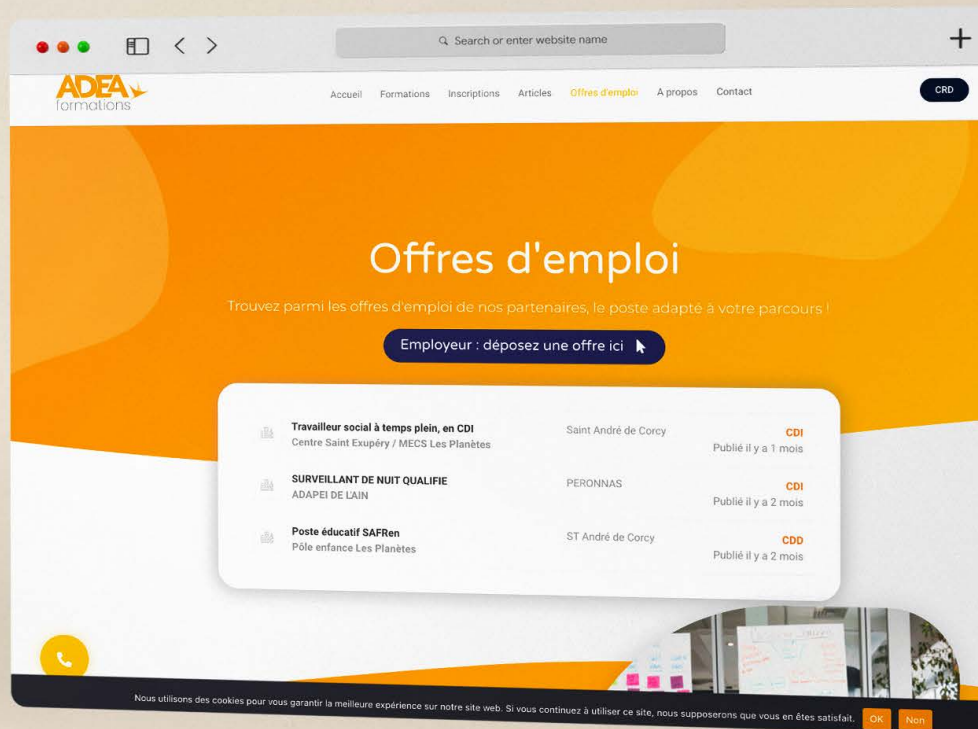 Search or enter website name
ADEA
formations
Accueil Formations Inscriptions Articles Offres d'emploi A propos Contact
CRD
Offres d'emploi
Trouvez parmi les offres d'emploi de nos partenaires, le poste adapté à votre parcours !
Employeur : déposez une offre ici
Travailleur social à temps plein, en CDI
Centre Saint Exupéry / MECS Les Planètes
Saint André de Corcy
CDI
Publié il y a 1 mois
SURVEILLANT DE NUIT QUALIFIE
ADAPEI DE L'AIN
PERONNAS
CDI
Publié il y a 2 mois
Poste éducatif SAFRen
Pôle enfance Les Planètes
ST André de Corcy
CDD
Publié il y a 2 mois
Nous utilisons des cookies pour vous garantir la meilleure expérience sur notre site web. Si vous continuez à utiliser ce site, nous supposerons que vous en êtes satisfait.
OK
Non